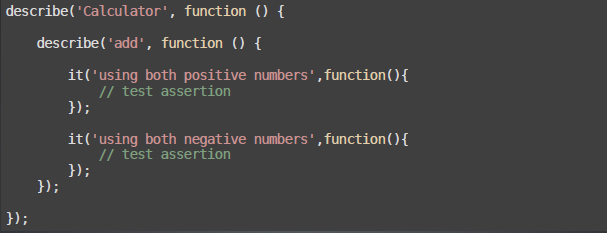 describe('Calculator', function () {
describe('add', function () {
it('using both positive numbers',function(){
// test assertion
});
it('using both negative numbers',function(){
// test assertion
});
});
});